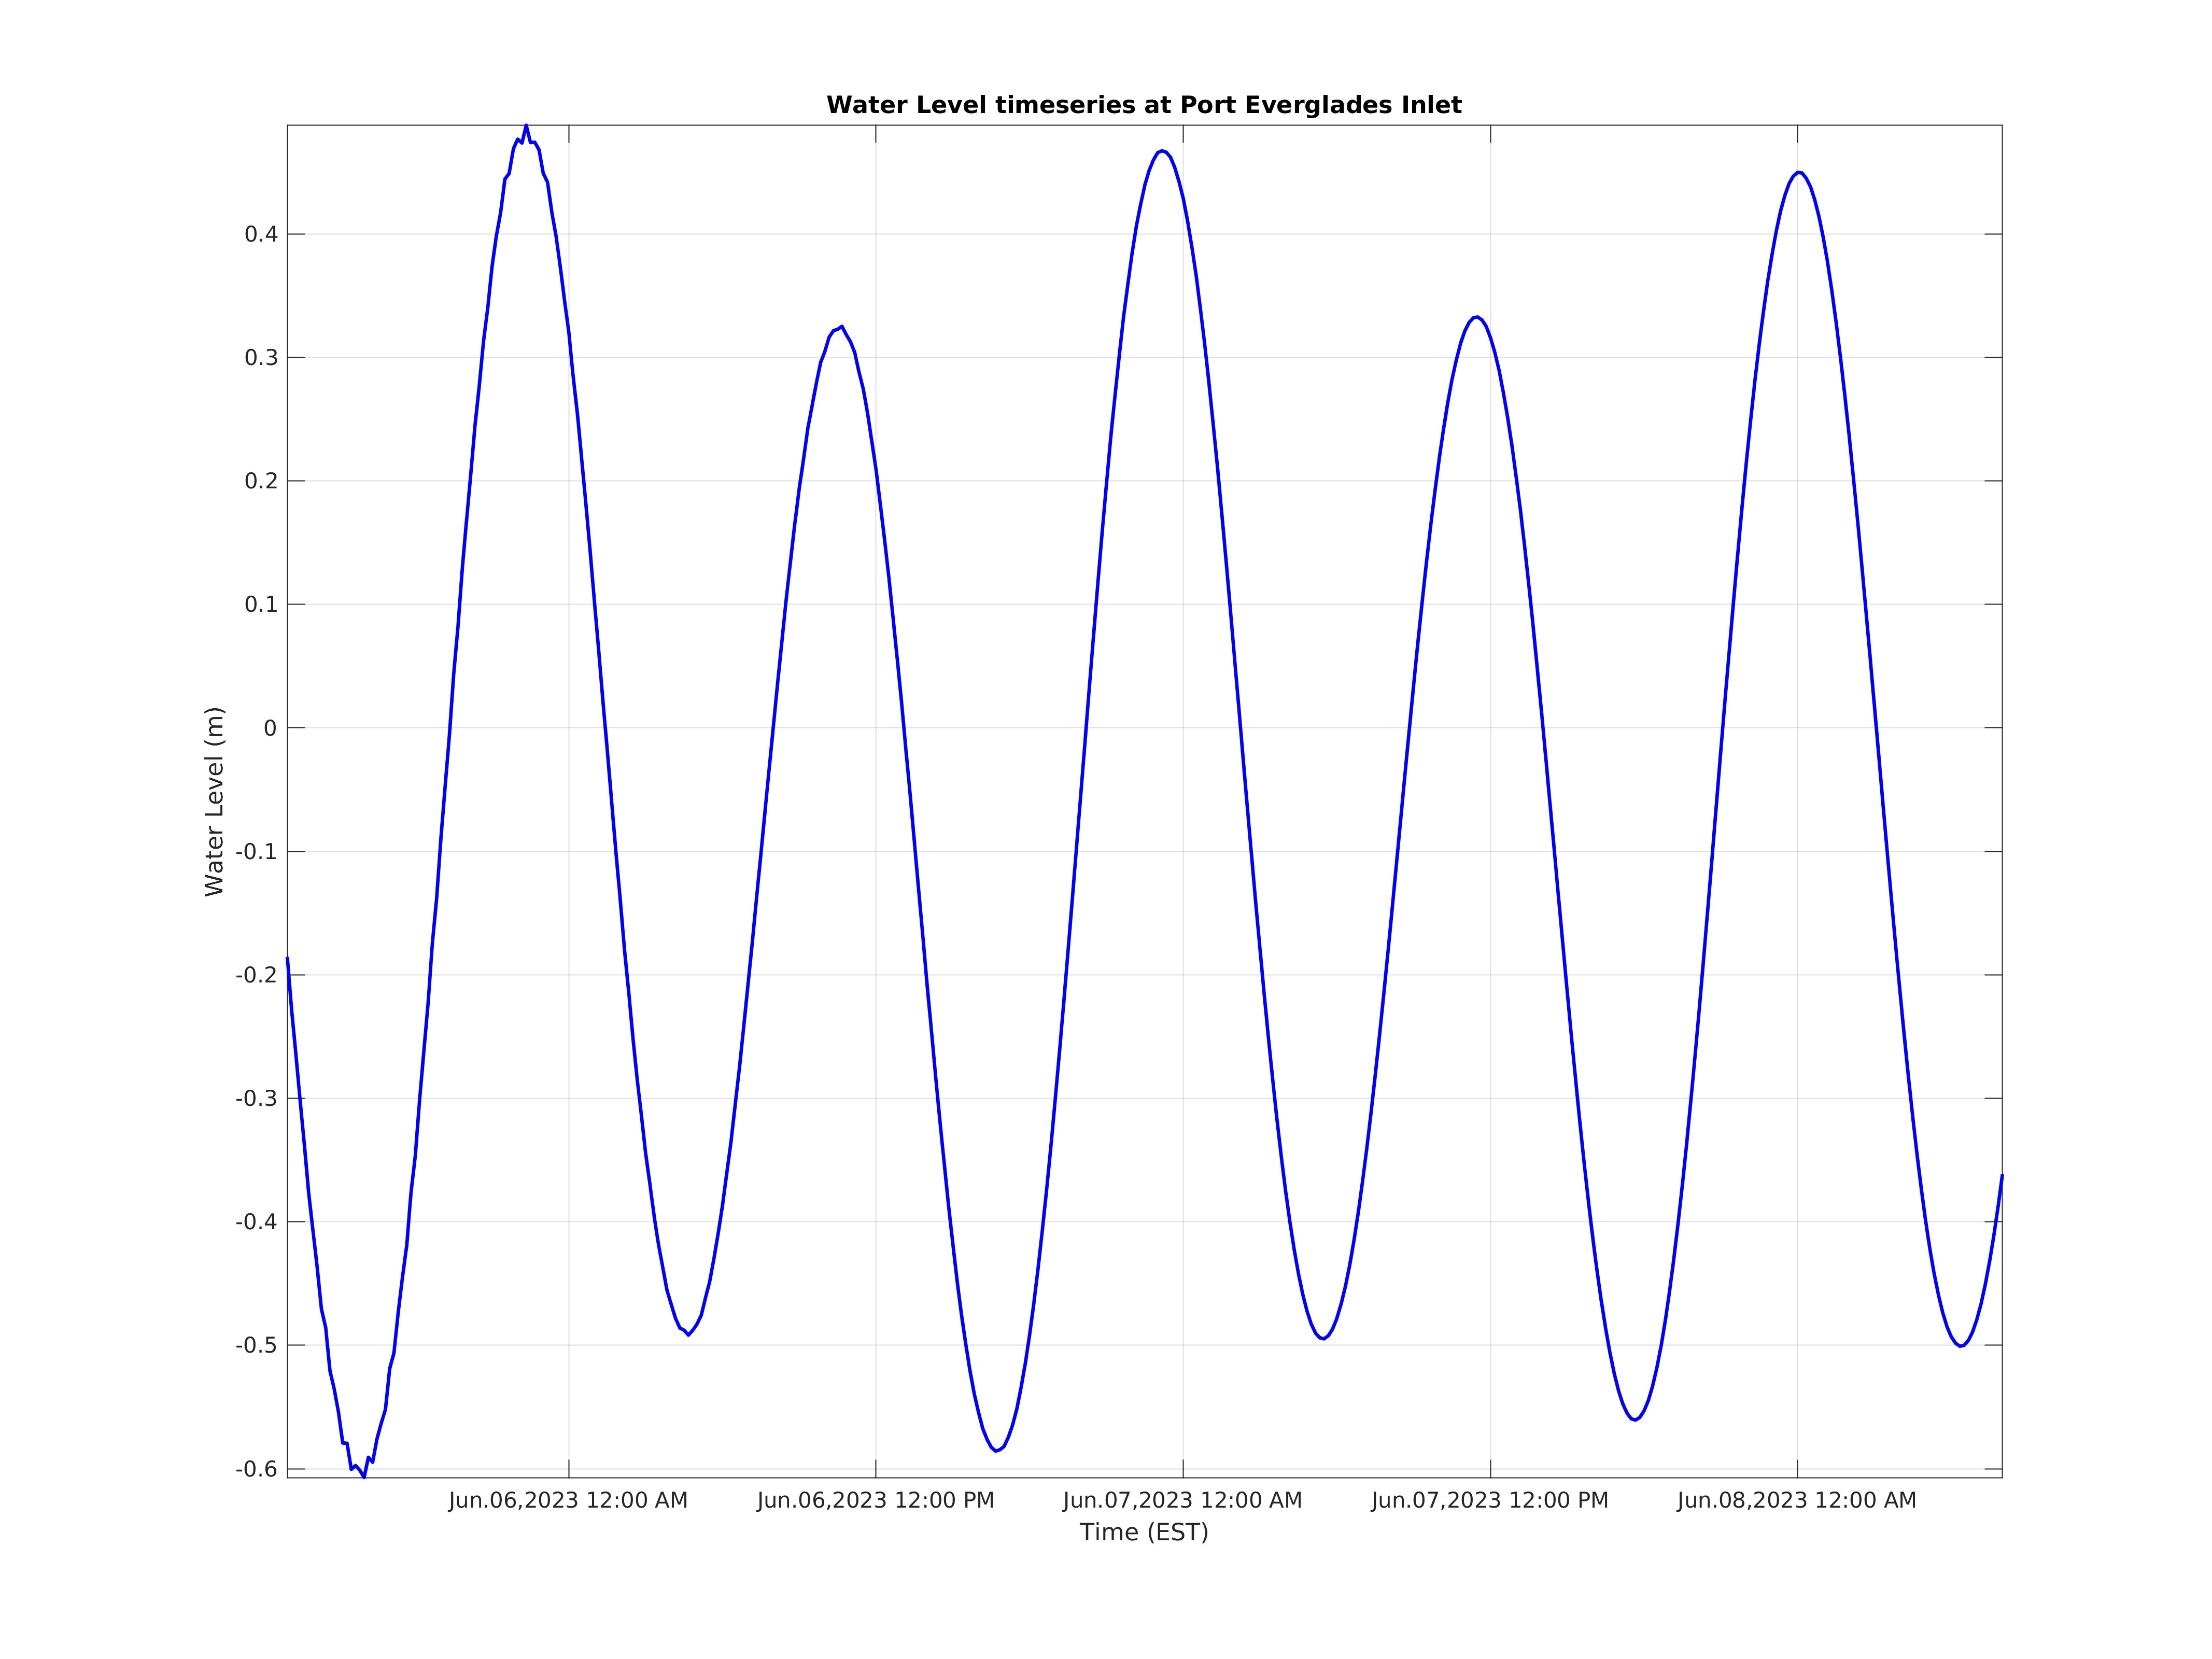 Water Level timeseries at Port Everglades Inlet
0.4
0.3
0.2
0.1
0
-0.1
-0.2
-0.3
-0.4
-0.5
-0.6
Water Level (m)
Jun.06,2023 12:00 AM
Jun.06,2023 12:00 PM
Jun.07,2023 12:00 AM
Jun.07,2023 12:00 PM
Jun.08,2023 12:00 AM
Time (EST)